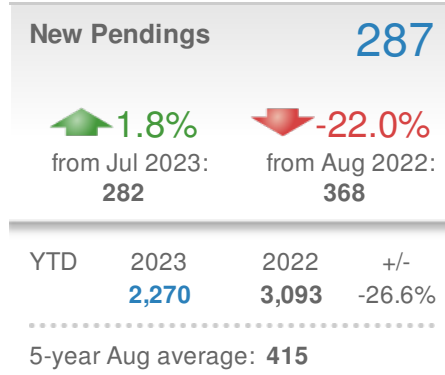 New Pendings 287
1.8% -22.0%
from Jul 2023: from Aug 2022:
282 368
YTD 2023 2022 +/-
2,270 3,093 -26.6%
5-year Aug average: 415